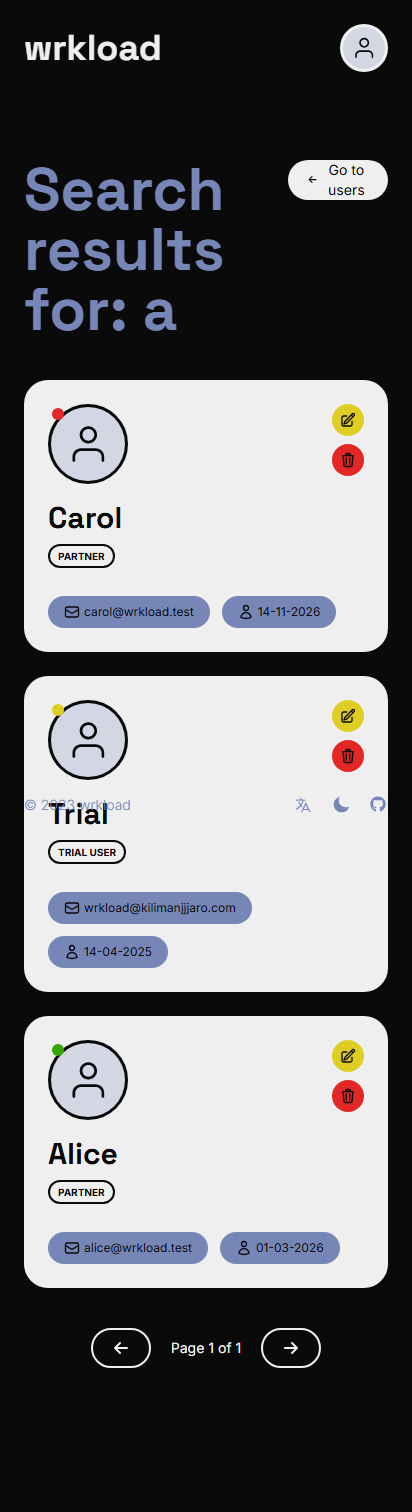 wrkload
Go to
users
Search
results
for: a
Carol
PARTNER
carol@wrkload.test
14-11-2026
© 2023 wrkload
Trial
TRIAL USER
wrkload@kilimanjjjaro.com
14-04-2025
Alice
PARTNER
alice@wrkload.test
01-03-2026
Page 1 of 1